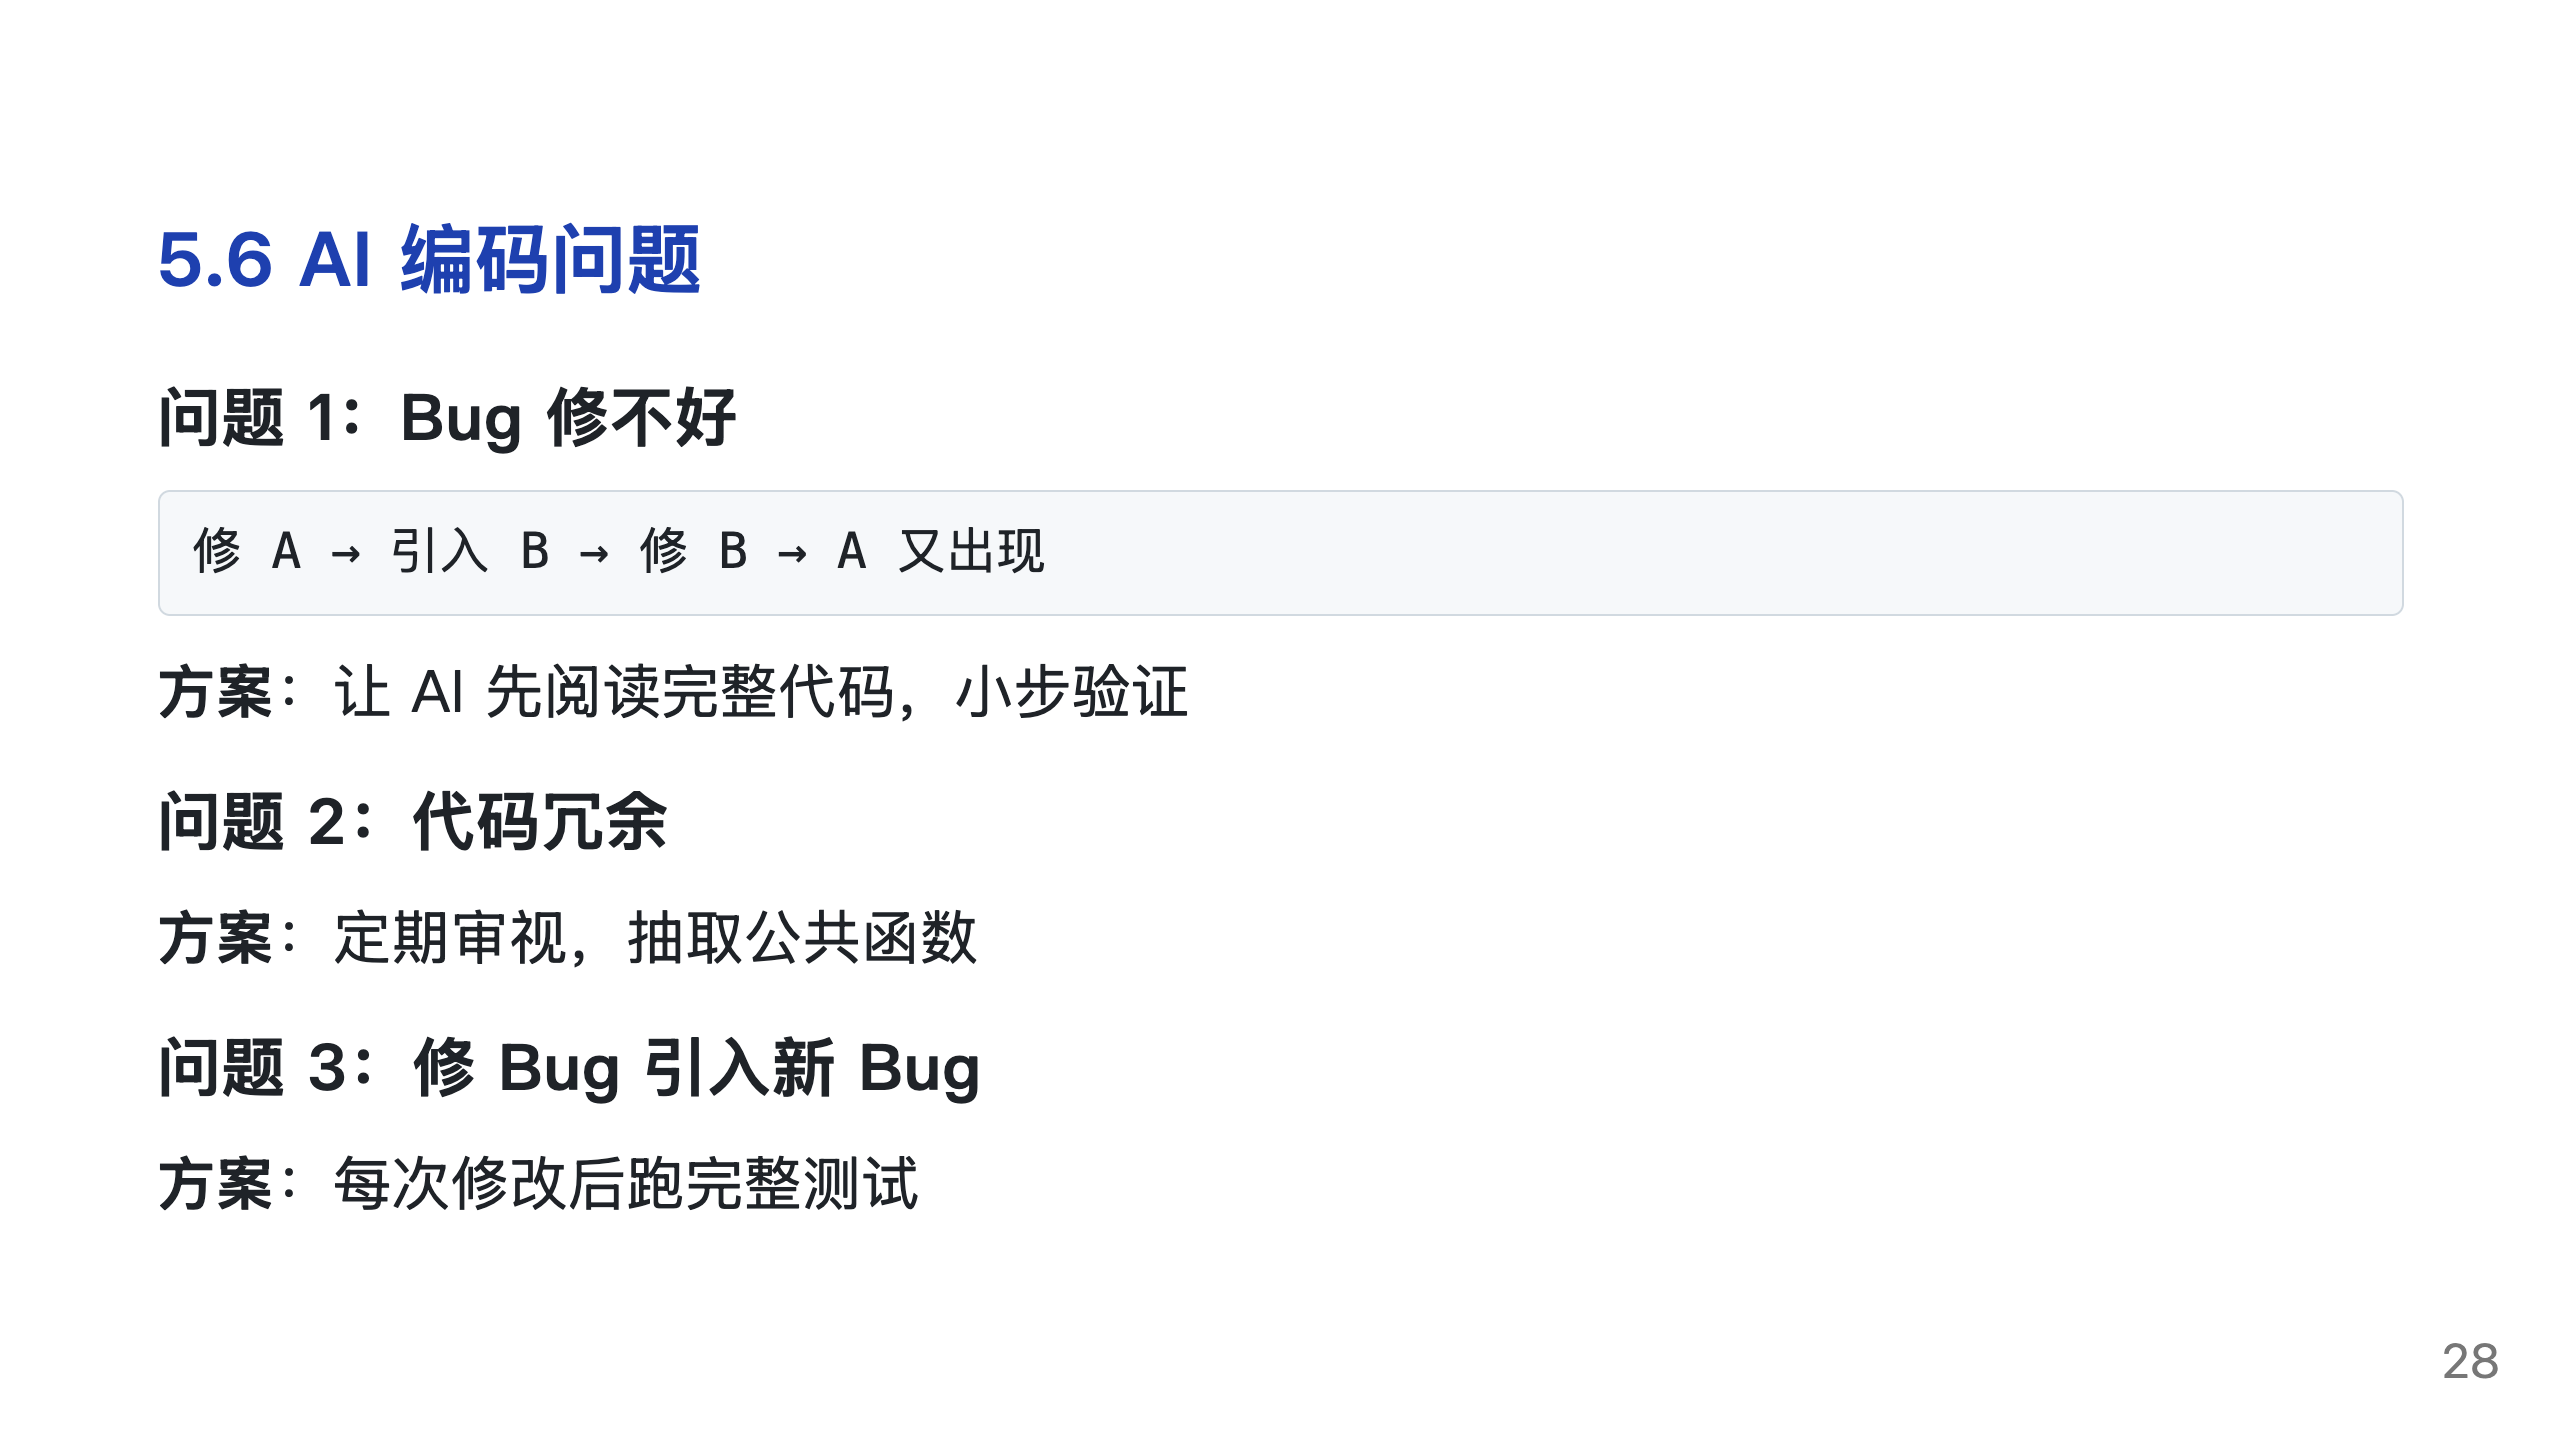 5.6 AI 编码问题
问题 1：Bug 修不好
修 A → 引入 B → 修 B → A 又出现
方案：让 AI 先阅读完整代码，小步验证
问题 2：代码冗余
方案：定期审视，抽取公共函数
问题 3：修 Bug 引入新 Bug
方案：每次修改后跑完整测试
28